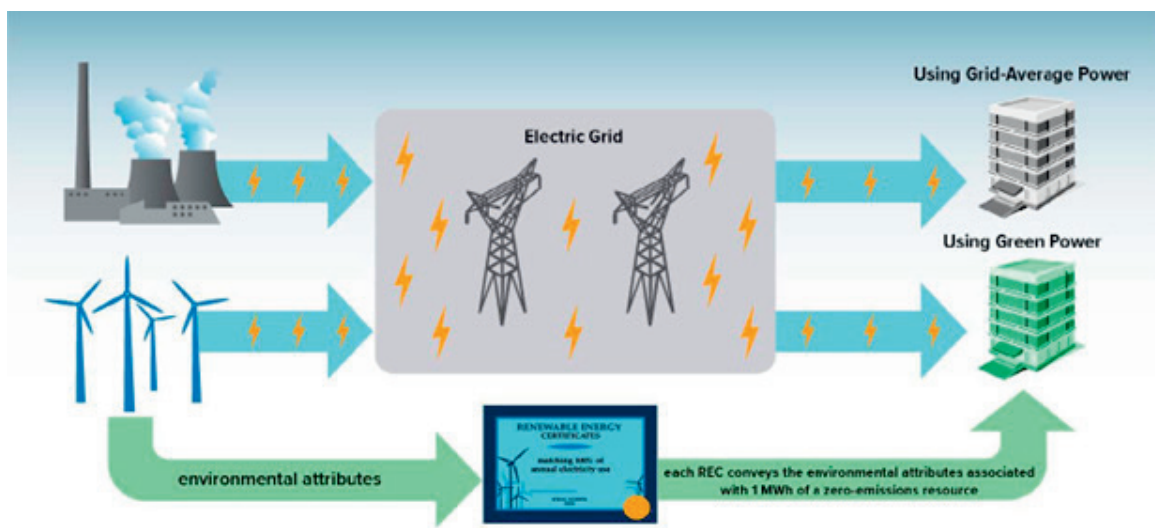 Using Grid-Average Power
Electric Grid
Using Green Power
RENEWABLE ENERGY
CERTIFICATES
matching 100% of
annual electricity use
environmental attributes
each REC conveys the environmental attributes associated
with 1 MWh of a zero-emissions resource